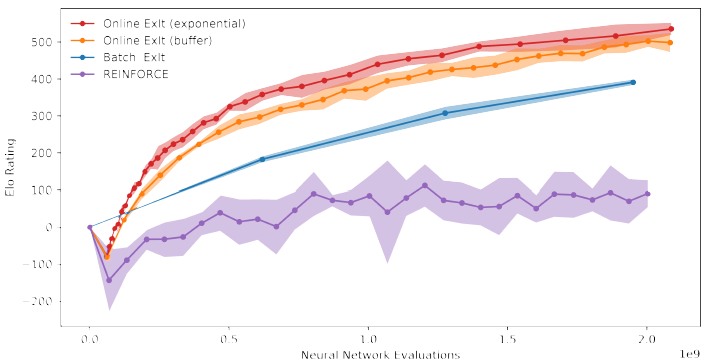 Online ExIt (exponential)
Online ExIt (buffer)
Batch ExIt
REINFORCE
500
400
300
200
100
0
−100
−200
Elo Rating
0.0
0.5
1.0
1.5
2.0
1e9
Neural Network Evaluations